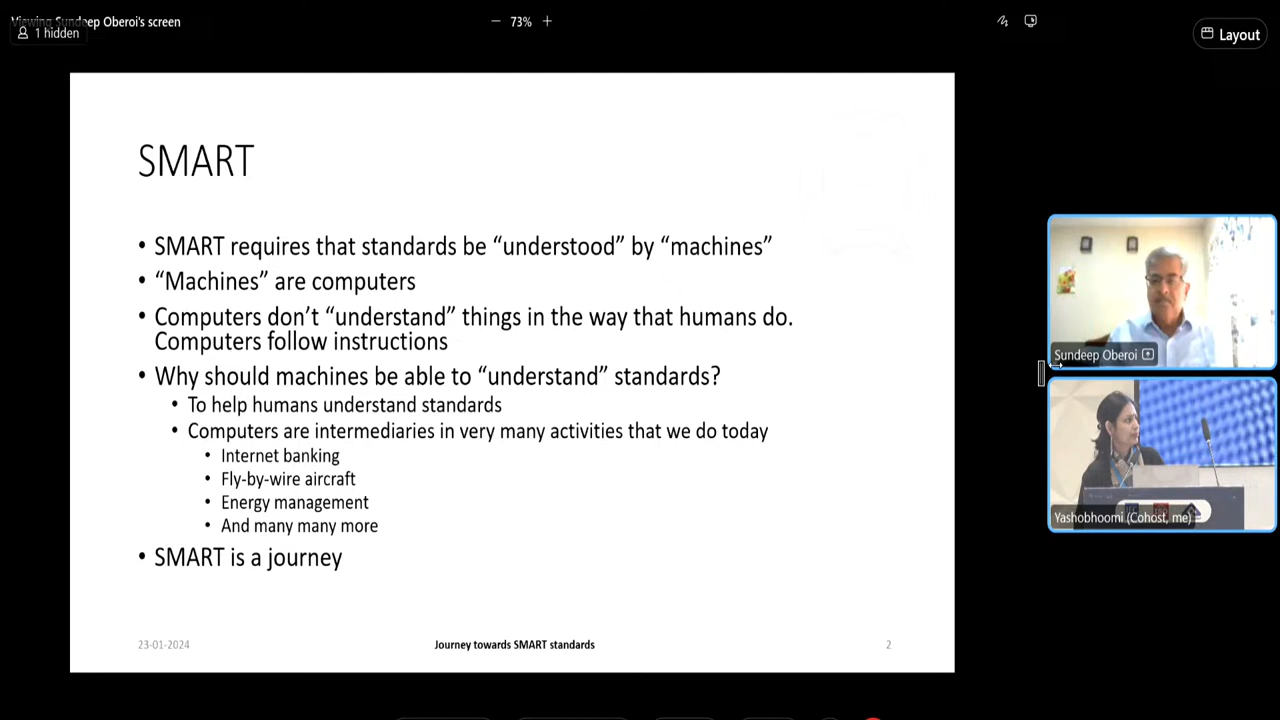 Viewing Sundeep Oberoi's screen
73%
1 hidden
Layout
SMART
• SMART requires that standards be “understood” by “machines”
• “Machines” are computers
• Computers don’t “understand” things in the way that humans do.
Computers follow instructions
• Why should machines be able to “understand” standards?
• To help humans understand standards
• Computers are intermediaries in very many activities that we do today
• Internet banking
• Fly-by-wire aircraft
• Energy management
• And many many more
• SMART is a journey
23-01-2024
Journey towards SMART standards
2
Sundeep Oberoi
Yashobhoomi (Cohost, me)